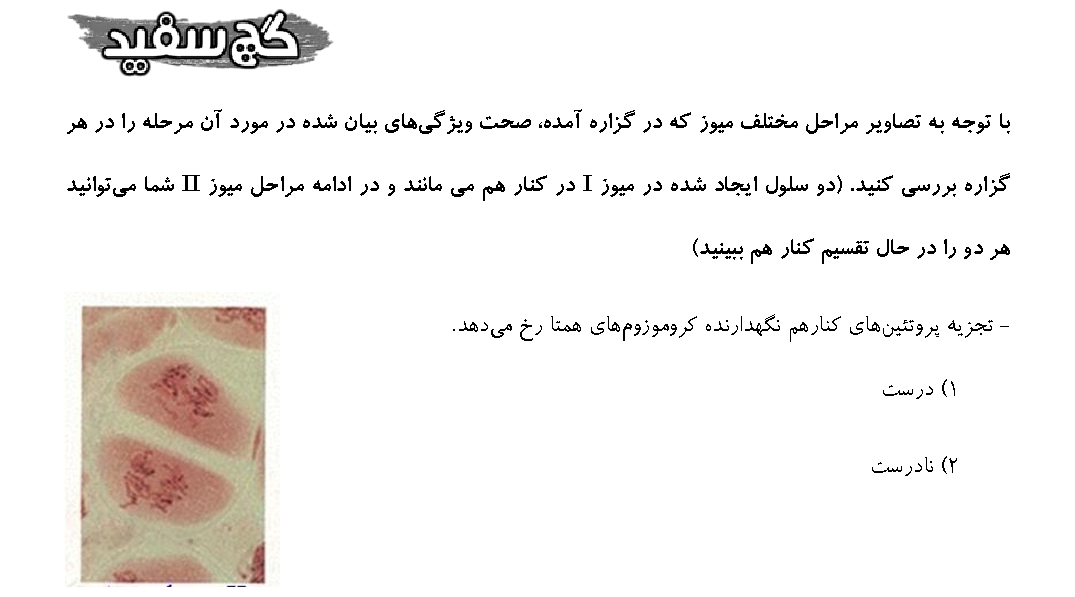 گچ سفید
با توجه به تصاویر مراحل مختلف میوز که در گزاره آمده، صحت ویژگی‌های بیان شده در مورد آن مرحله را در هر
گزاره بررسی کنید. (دو سلول ایجاد شده در میوز I در کنار هم می مانند و در ادامه مراحل میوز II شما می‌توانید
هر دو را در حال تقسیم کنار هم ببینید)
- تجزیه پروتئین‌های کنارهم نگهدارنده کروموزوم‌های همتا رخ می‌دهد.
۱) درست
۲) نادرست